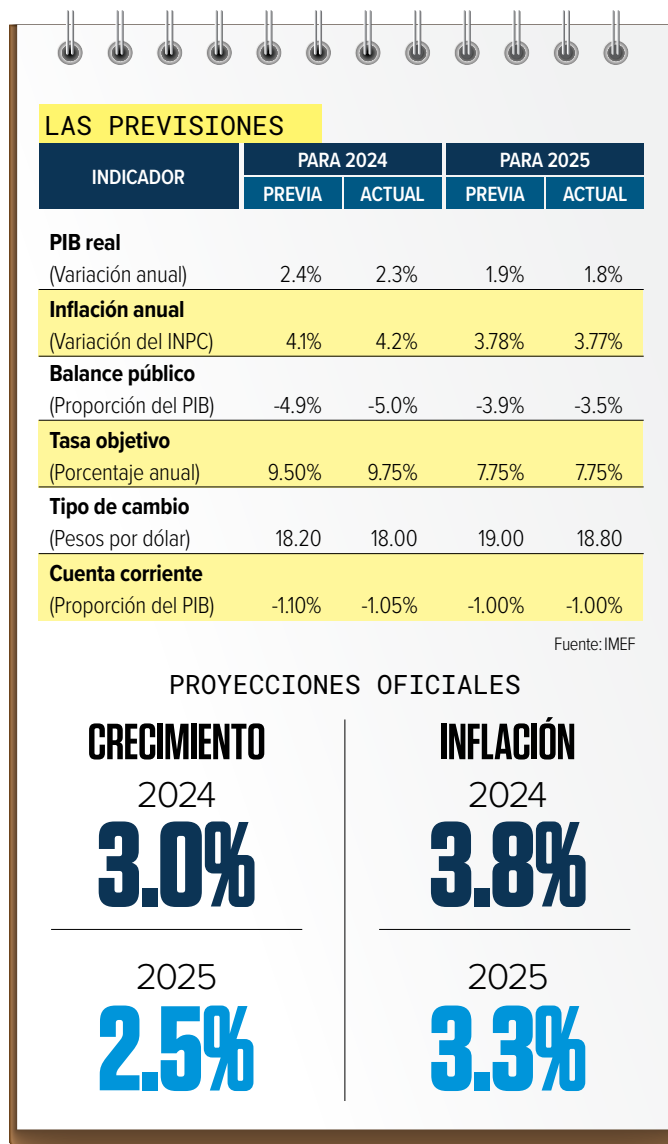 LAS PREVISIONES
INDICADOR PARA 2024 PARA 2025
PREVIA ACTUAL PREVIA ACTUAL
PIB real
(Variación anual) 2.4% 2.3% 1.9% 1.8%
Inflación anual
(Variación del INPC) 4.1% 4.2% 3.78% 3.77%
Balance público
(Proporción del PIB) -4.9% -5.0% -3.9% -3.5%
Tasa objetivo
(Porcentaje anual) 9.50% 9.75% 7.75% 7.75%
Tipo de cambio
(Pesos por dólar) 18.20 18.00 19.00 18.80
Cuenta corriente
(Proporción del PIB) -1.10% -1.05% -1.00% -1.00%
Fuente: IMEF
PROYECCIONES OFICIALES
CRECIMIENTO
2024
3.0%
2025
2.5%
INFLACIÓN
2024
3.8%
2025
3.3%